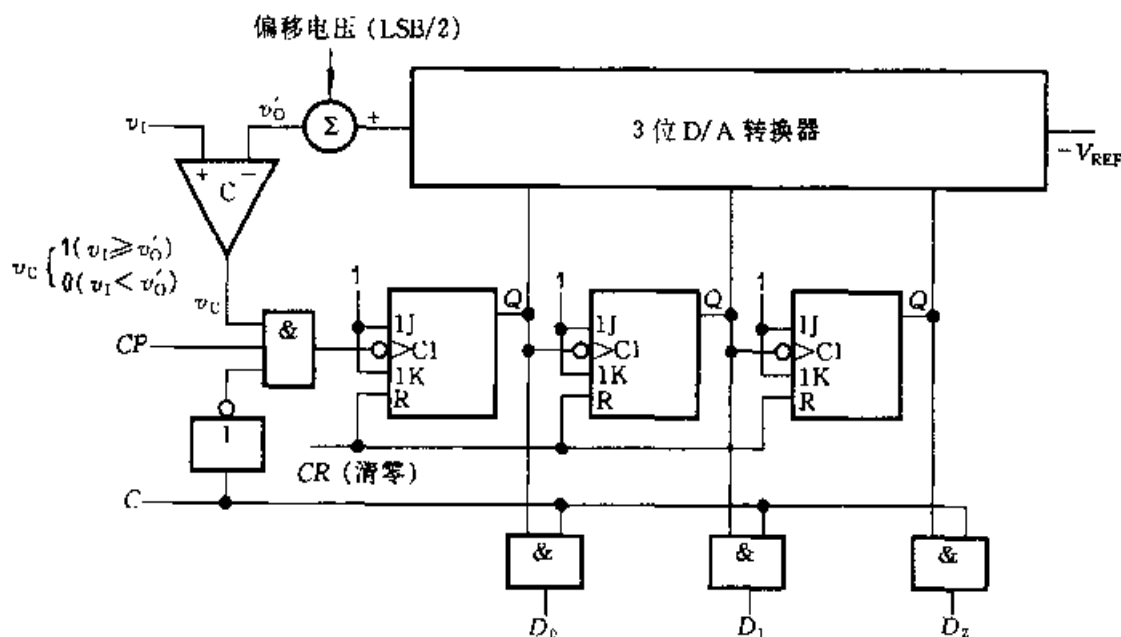 偏移电压 (LSB/2)
v_I
v'_O
Σ
+
3 位 D/A 转换器
-V_REF
+ -
C
v_C { 1(v_I ≥ v'_O)
0(v_I < v'_O)
v_C
CP
&
1
1J
C1
1K
R
Q
1
1J
C1
1K
R
Q
1
1J
C1
1K
R
Q
1
CR (清零)
C
&
&
&
D_0
D_1
D_2